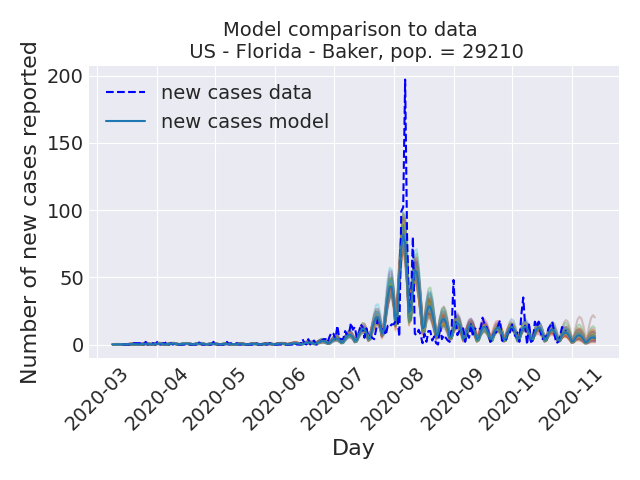 Model comparison to data
US - Florida - Baker, pop. = 29210
Number of new cases reported
200
150
100
50
0
new cases data
new cases model
2020-03
2020-04
2020-05
2020-06
2020-07
2020-08
2020-09
2020-10
2020-11
Day